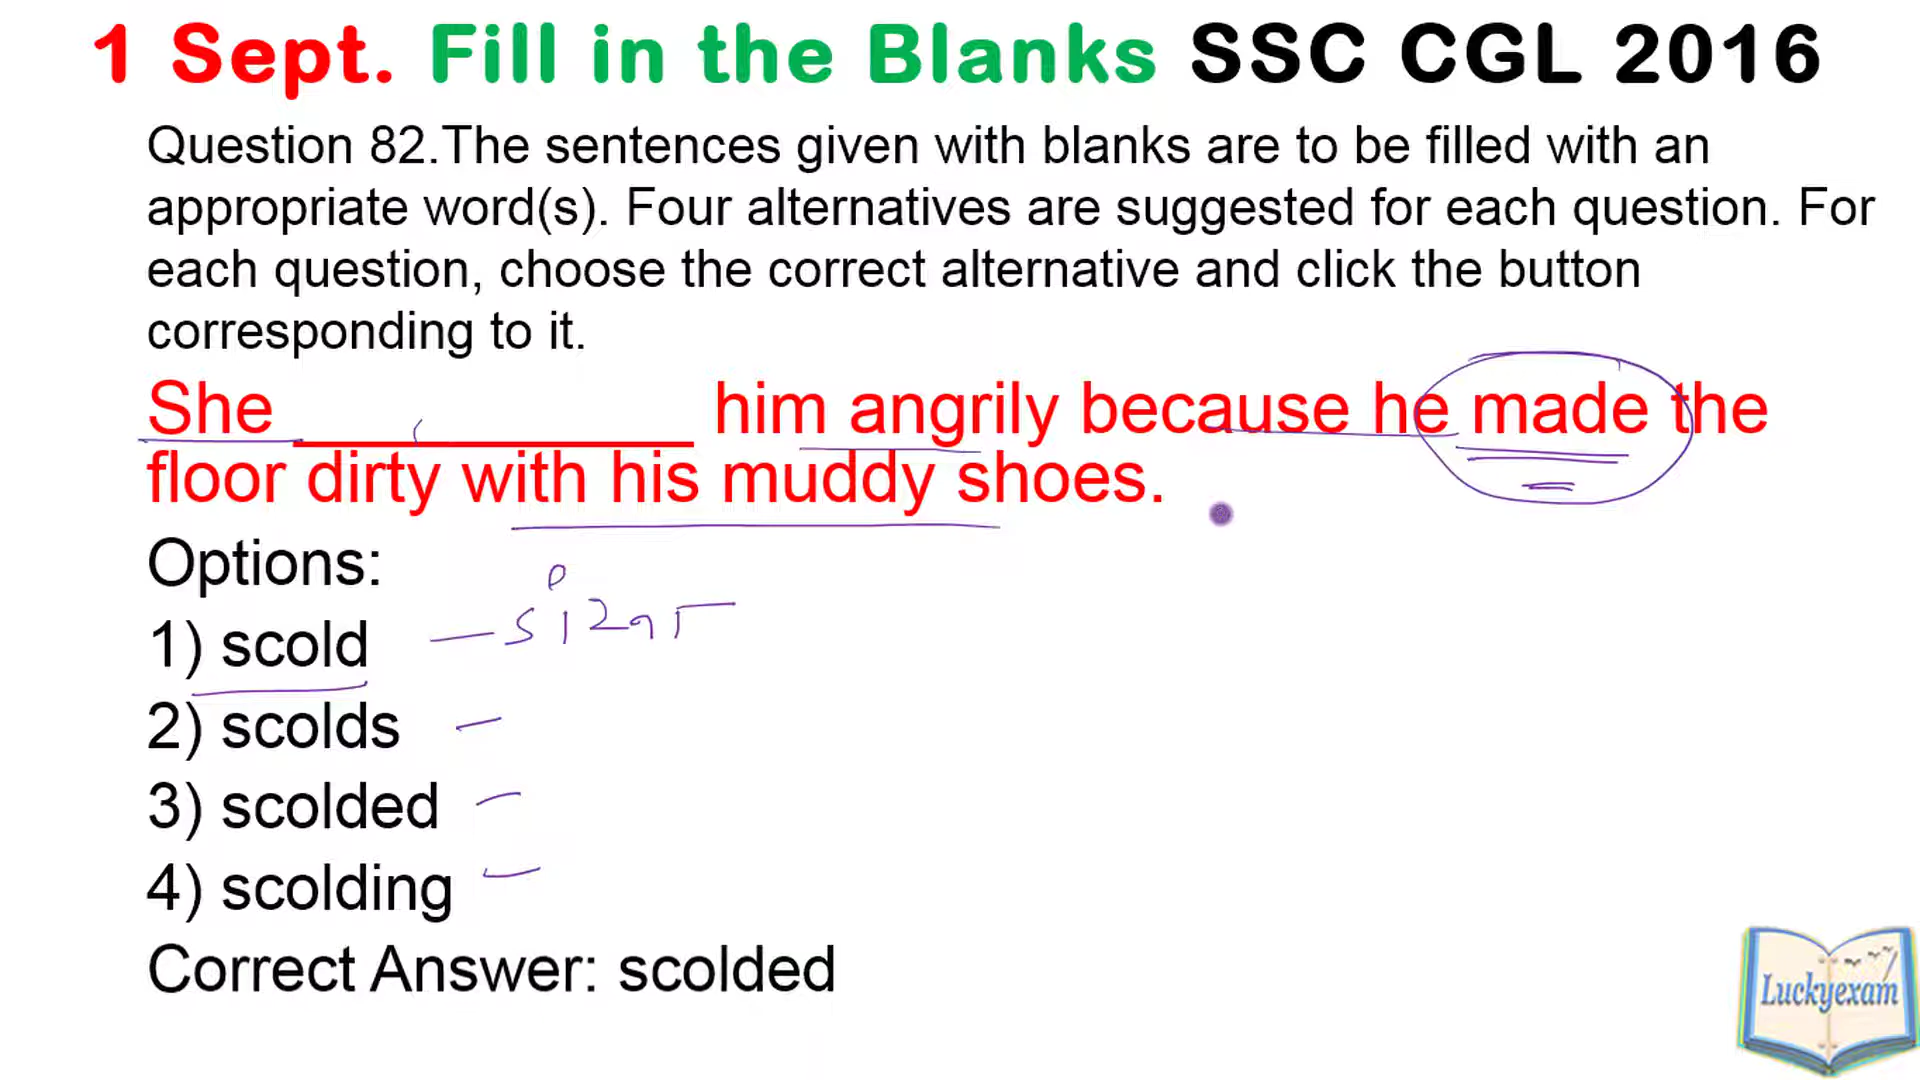 1 Sept. Fill in the Blanks SSC CGL 2016
Question 82.The sentences given with blanks are to be filled with an
appropriate word(s). Four alternatives are suggested for each question. For
each question, choose the correct alternative and click the button
corresponding to it.
She ____________ him angrily because he made the
floor dirty with his muddy shoes.
Options:
1) scold
2) scolds
3) scolded
4) scolding
Correct Answer: scolded
Luckyexam